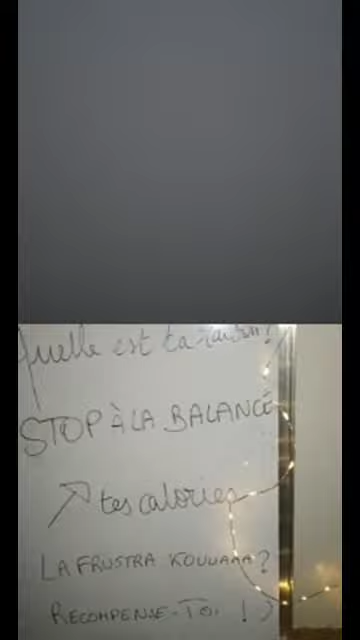 Quelle est ta raison?
STOP À LA BALANCE
↗ tes calories
LA FRUSTRA KOUUAAA?
RECOMPENSE-TOI !